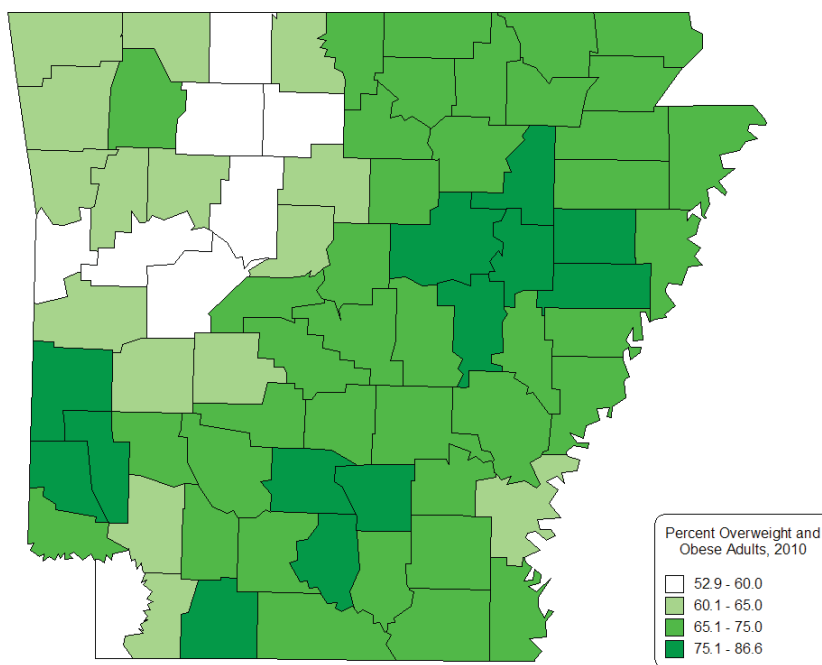 Percent Overweight and
Obese Adults, 2010
52.9 - 60.0
60.1 - 65.0
65.1 - 75.0
75.1 - 86.6